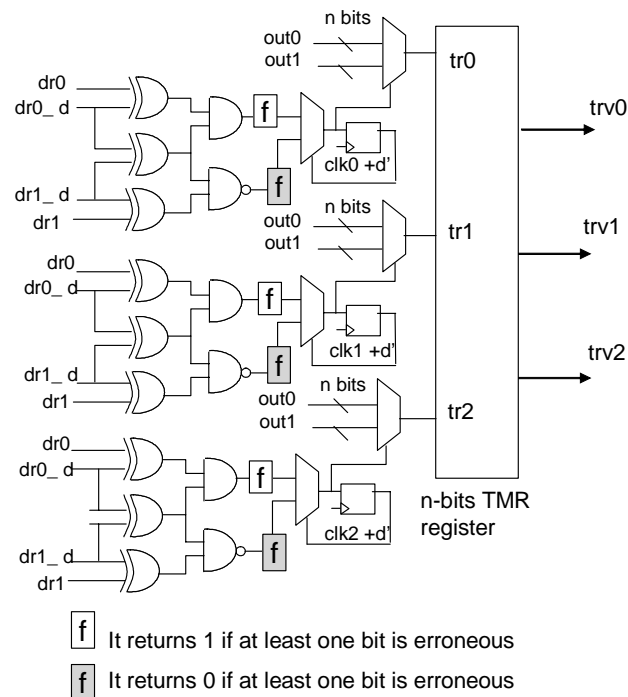 n bits
out0
out1
tr0
dr0
dr0_ d
f
trv0
clk0 +d’
dr1_ d
f
dr1
n bits
out0
out1
tr1
trv1
dr0
dr0_ d
f
clk1 +d’
dr1_ d
f
dr1
n bits
out0
out1
tr2
trv2
dr0
dr0_ d
f
clk2 +d’
dr1_ d
f
dr1
n-bits TMR
register
f It returns 1 if at least one bit is erroneous
f It returns 0 if at least one bit is erroneous